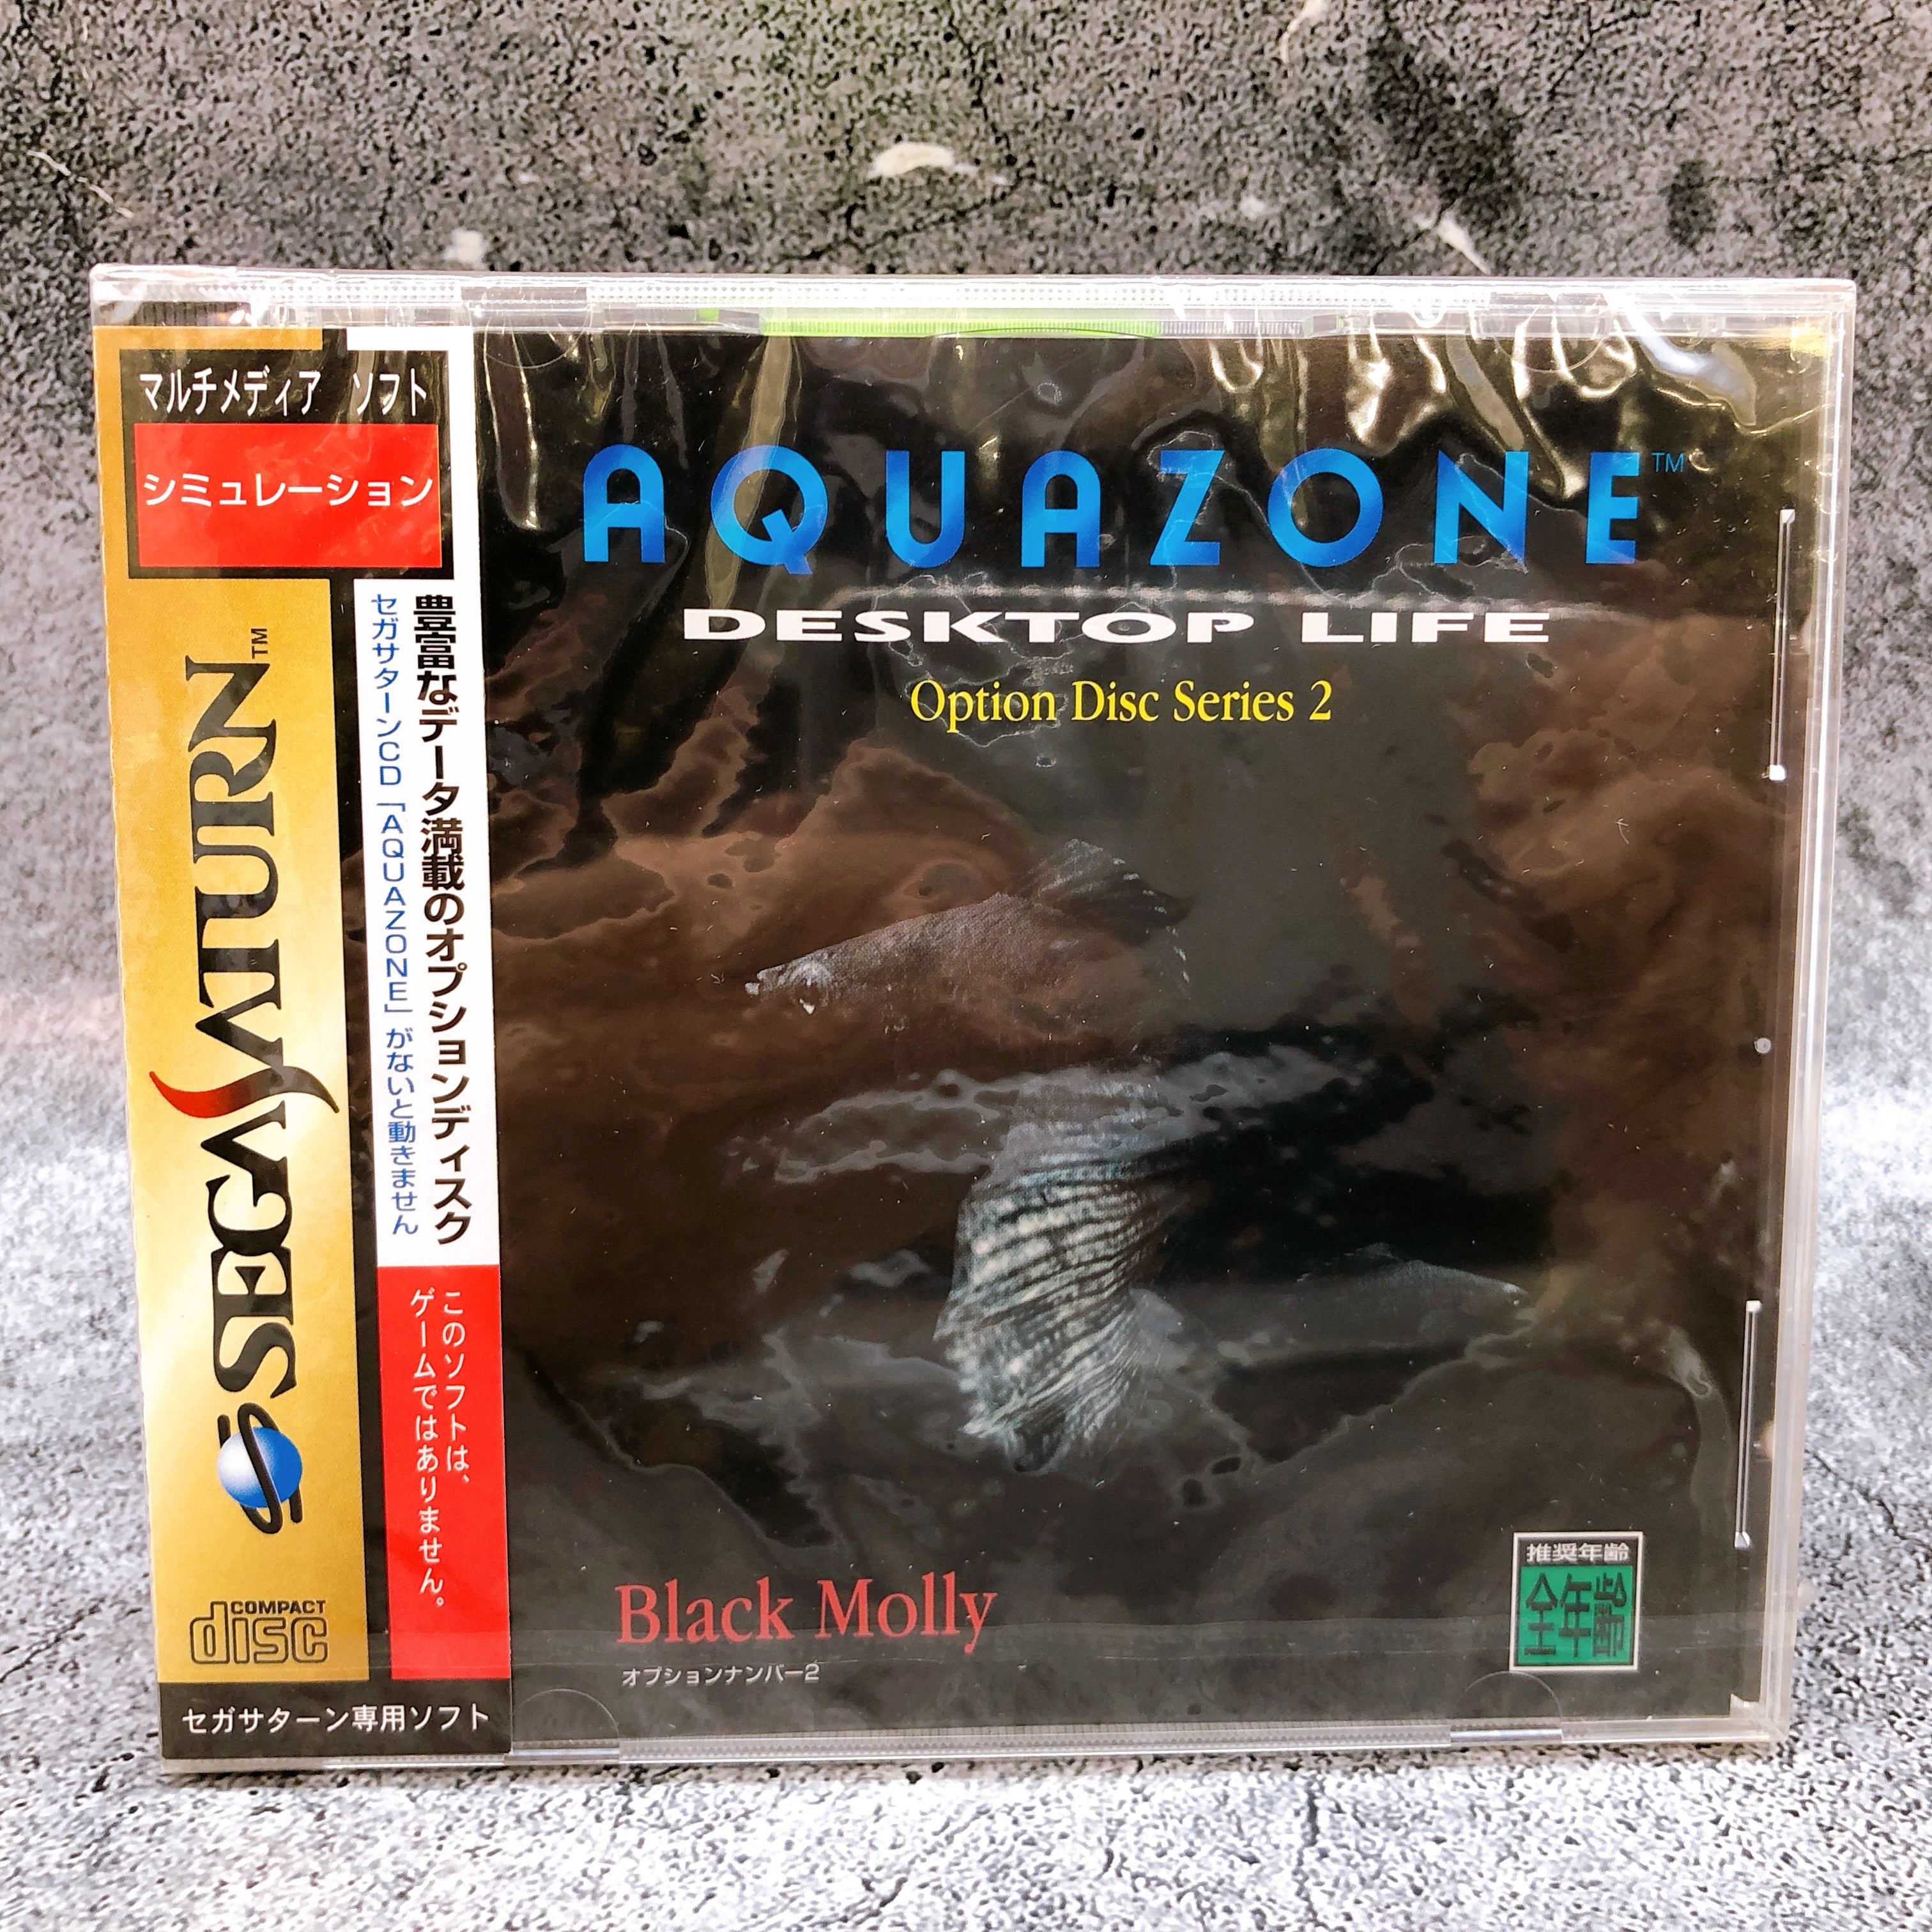 マルチメディア ソフト
シミュレーション
SEGA SATURN™
豊富なデータ満載のオプションディスク
セガサターンCD「AQUAZONE」がないと動きません
このソフトは、
ゲームではありません。
COMPACT
disc
セガサターン専用ソフト
AQUAZONE™
DESKTOP LIFE
Option Disc Series 2
Black Molly
オプションナンバー2
推奨年齢
全年齢